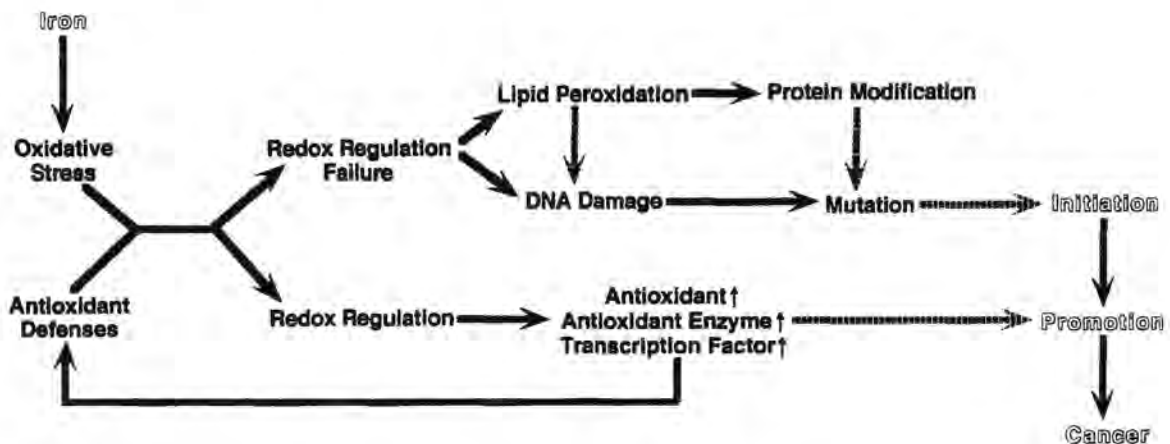 Iron
Lipid Peroxidation
Protein Modification
Oxidative
Stress
Redox Regulation
Failure
DNA Damage
Mutation
Initiation
Antioxidant
Defenses
Redox Regulation
Antioxidant↑
Antioxidant Enzyme↑
Transcription Factor↑
Promotion
Cancer